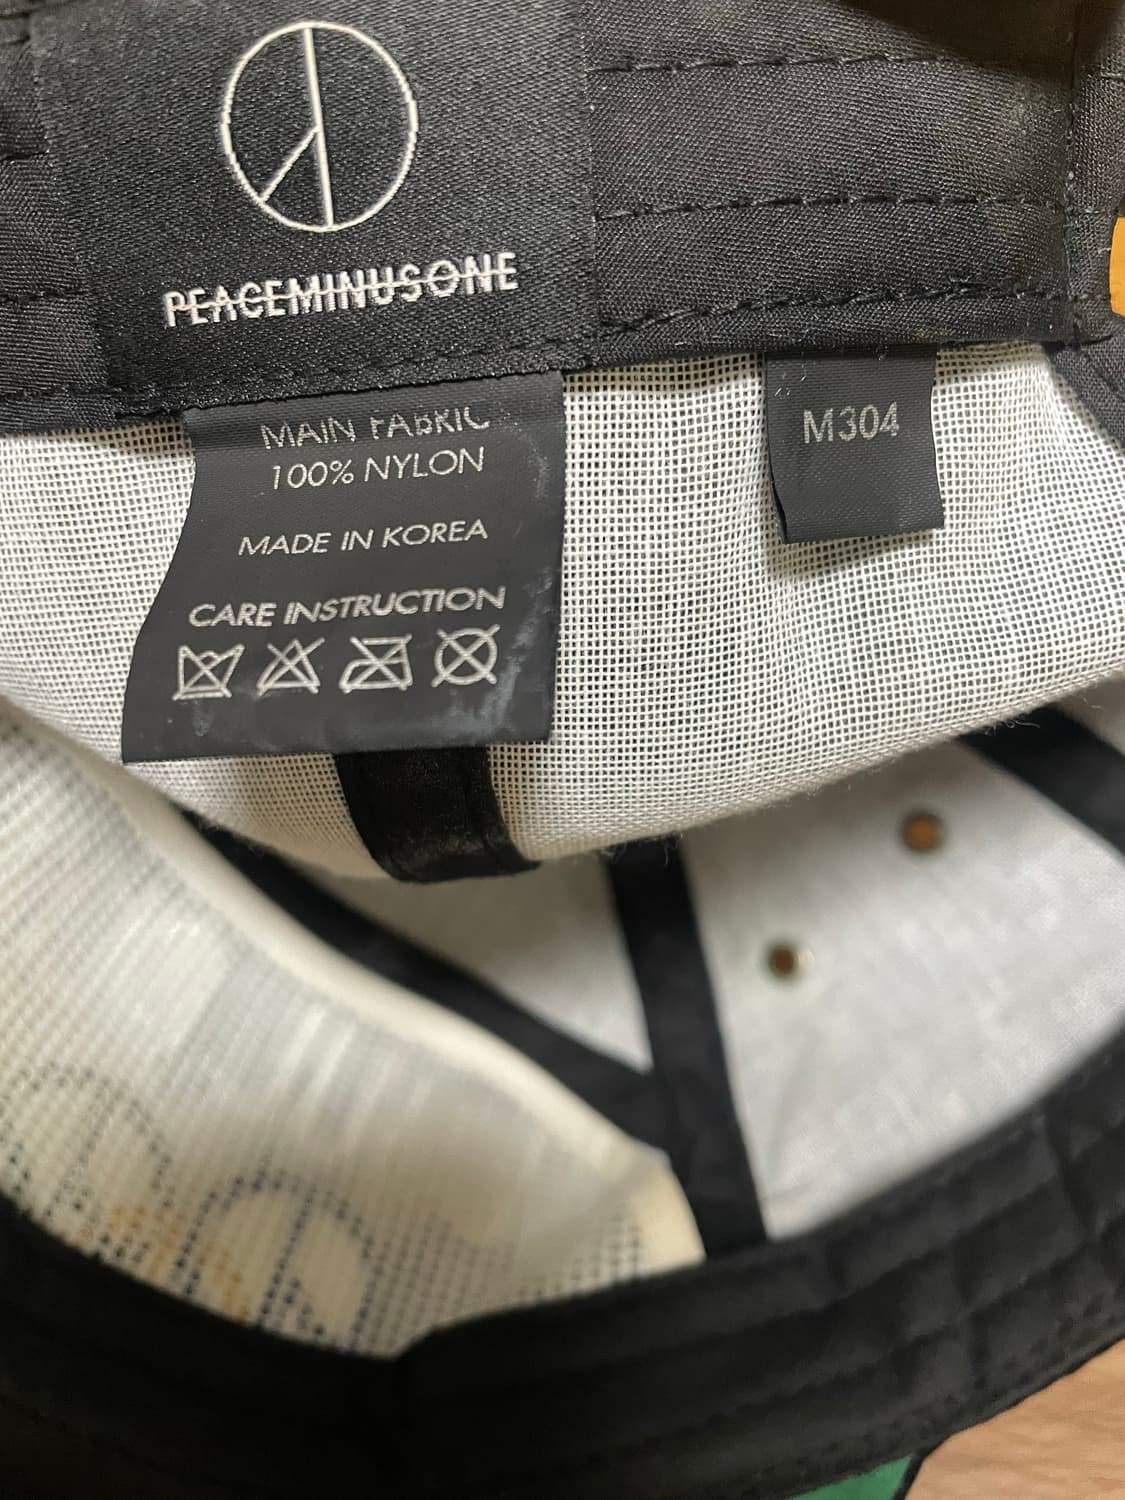 PEACEMINUSONE
MAIN FABRIC
100% NYLON
MADE IN KOREA
CARE INSTRUCTION
M304